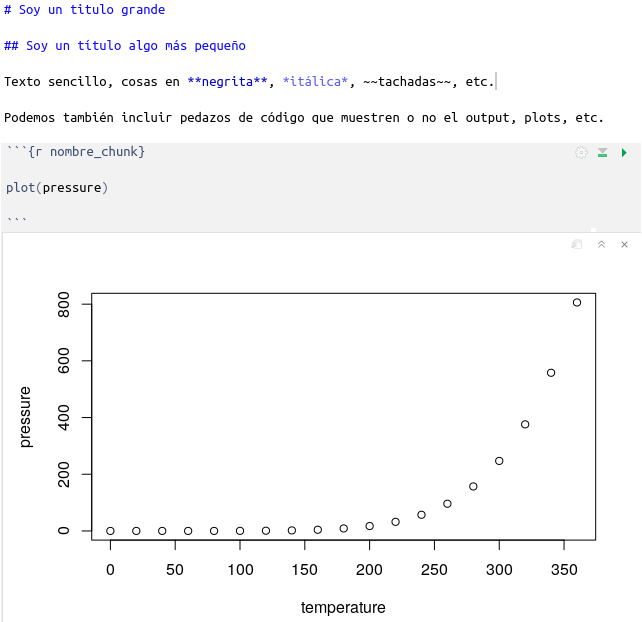 # Soy un titulo grande
## Soy un título algo más pequeño
Texto sencillo, cosas en **negrita**, *itálica*, ~~tachadas~~, etc.
Podemos también incluir pedazos de código que muestren o no el output, plots, etc.
```{r nombre_chunk}
plot(pressure)
```
800
600
400
200
0
pressure
0 50 100 150 200 250 300 350
temperature